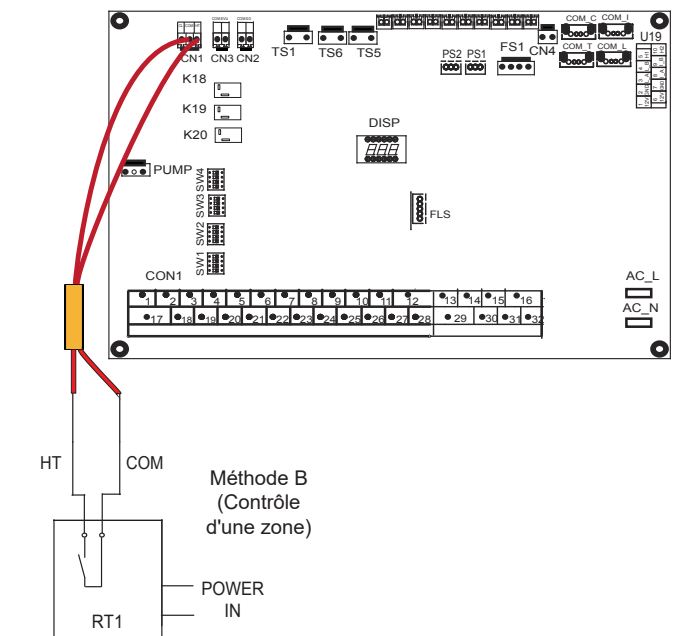 COM_C COM_I
U19
CN1 CN3 CN2
TS1 TS6 TS5
PS2 PS1
FS1
CN4
COM_T COM_L
K18
K19
K20
DISP
PUMP
SW4
SW3
SW2
SW1
FLS
CON1
AC_L
AC_N
1 2 3 4 5 6 7 8 9 10 11 12 13 14 15 16
17 18 19 20 21 22 23 24 25 26 27 28 29 30 31 32
HT COM
Méthode B
(Contrôle
d'une zone)
POWER
IN
RT1